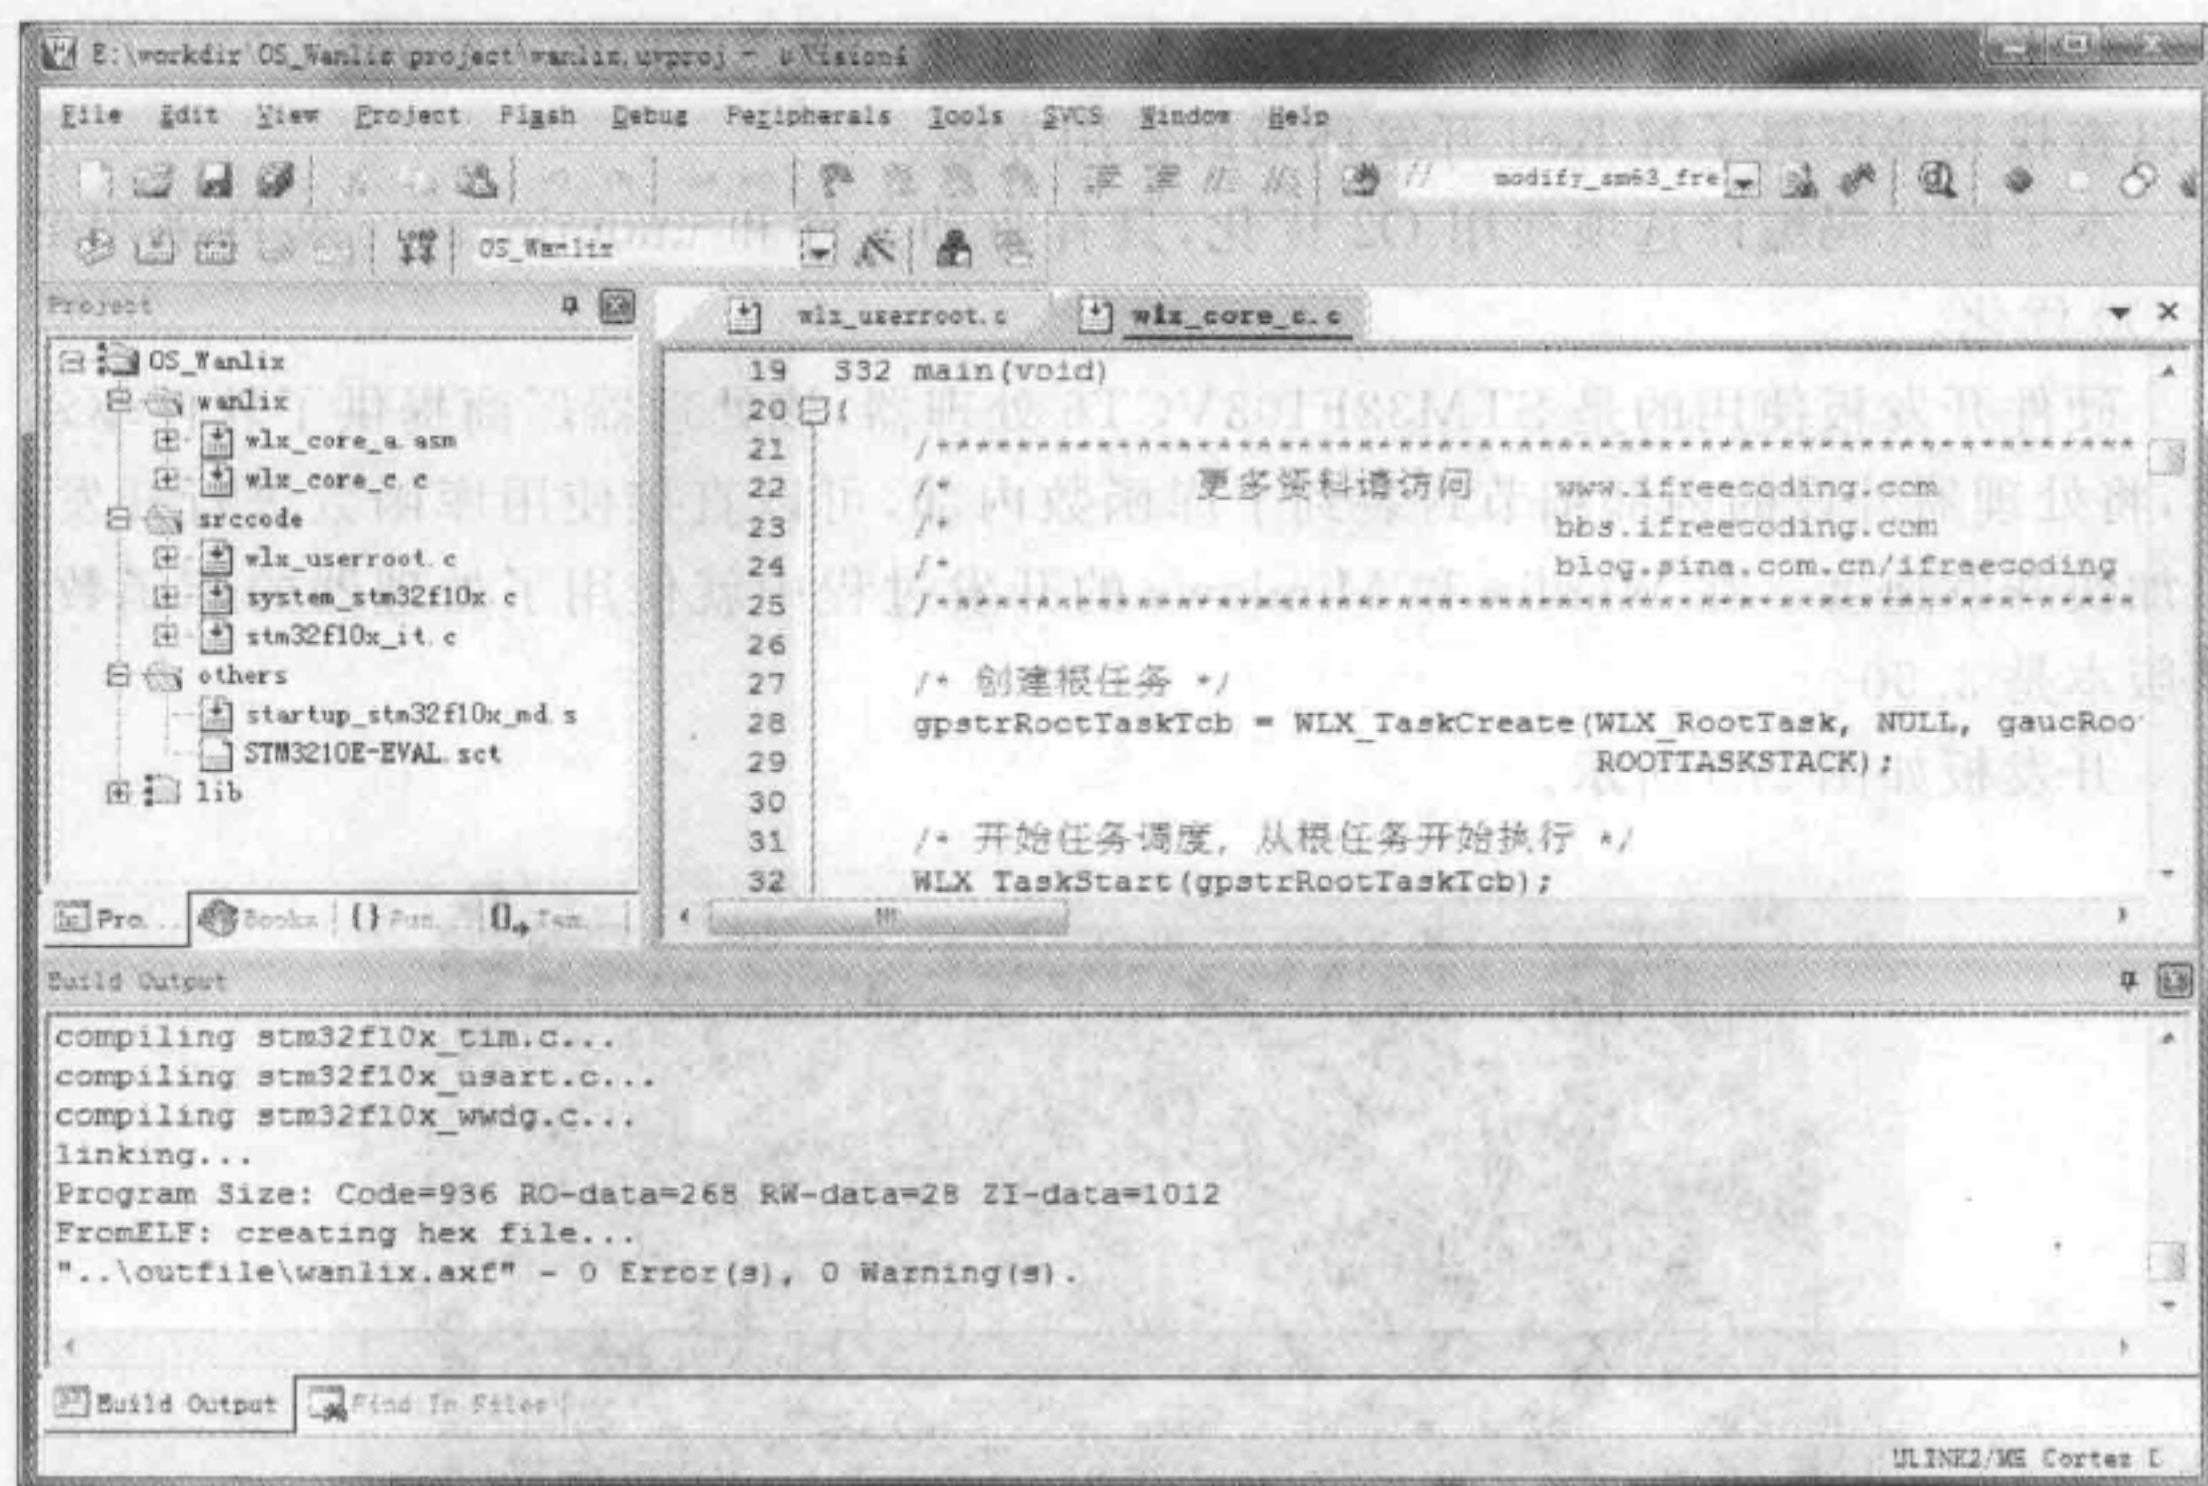 E:\workdir\OS_Wanlix\project\wanlix.uvproj - uVision4
File Edit View Project Flash Debug Peripherals Tools SVCS Window Help
// modify_sm63_fre
LOAD OS_Wanlix
Project
wlx_userroot.c wlx_core_c.c
OS_Wanlix
wanlix
wlx_core_a.asm
wlx_core_c.c
srccode
wlx_userroot.c
system_stm32f10x.c
stm32f10x_it.c
others
startup_stm32f10x_md.s
STM3210E-EVAL.sct
lib
Pro... Books {} Fun... Tem...
19 S32 main(void)
20 {
21 /****************************************************
22 /* 更多资料请访问 www.ifreecoding.com
23 /* bbs.ifreecoding.com
24 /* blog.sina.com.cn/ifreecoding
25 /****************************************************
26
27 /* 创建根任务 */
28 gpstrRootTaskTcb = WLX_TaskCreate(WLX_RootTask, NULL, gaucRoo
29 ROOTTASKSTACK);
30
31 /* 开始任务调度, 从根任务开始执行 */
32 WLX_TaskStart(gpstrRootTaskTcb);
Build Output
compiling stm32f10x_tim.c...
compiling stm32f10x_usart.c...
compiling stm32f10x_wwdg.c...
linking...
Program Size: Code=936 RO-data=268 RW-data=28 ZI-data=1012
FromELF: creating hex file...
"..\outfile\wanlix.axf" - 0 Error(s), 0 Warning(s).
Build Output Find In Files
ULINK2/ME Cortex D